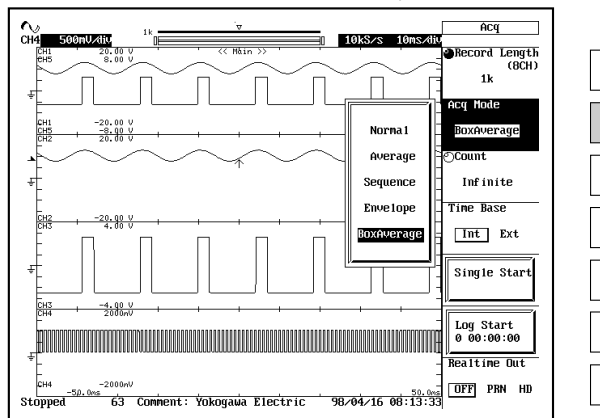 Acq
1k
CH4 500mV/div
10kS/s 10ms/div
<< Main >>
CH1 20.00 V
CH5 8.00 V
CH1 -20.00 V
CH5 -8.00 V
CH2 20.00 V
CH2 -20.00 V
CH3 4.00 V
CH3 -4.00 V
CH4 2000mV
CH4 -2000mV
-50.0ms
50.0ms
Normal
Average
Sequence
Envelope
BoxAverage
Record Length
(8CH)
1k
Acq Mode
BoxAverage
Count
Infinite
Time Base
Int Ext
Single Start
Log Start
0 00:00:00
Realtime Out
OFF PRN HD
Stopped 63 Comment: Yokogawa Electric 98/04/16 08:13:33